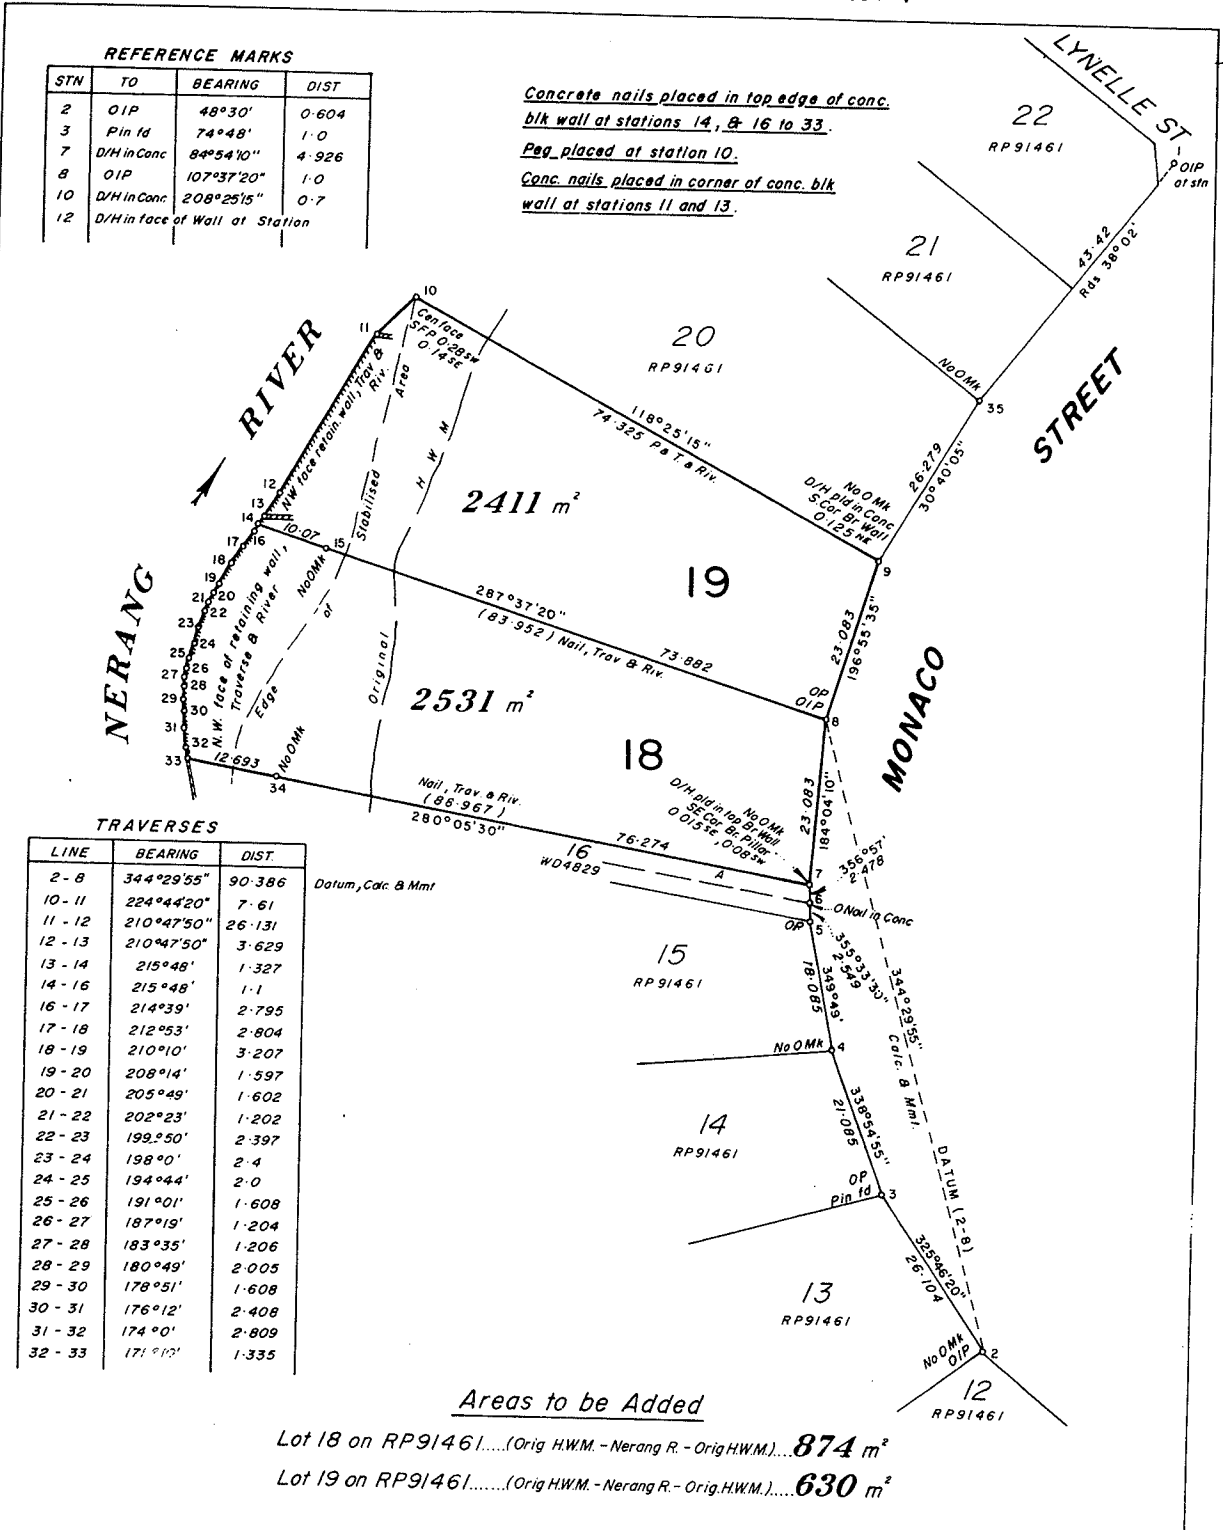 REFERENCE MARKS
STN TO BEARING DIST
2 OIP 48°30' 0·604
3 Pin fd 74°48' 1·0
7 D/H in Conc 84°54'10" 4·926
8 OIP 107°37'20" 1·0
10 D/H in Conc 208°25'15" 0·7
12 D/H in face of Wall at Station
Concrete nails placed in top edge of conc.
blk wall at stations 14, & 16 to 33.
Peg placed at station 10.
Conc. nails placed in corner of conc. blk
wall at stations 11 and 13.
LYNELLE ST
OIP
at stn
22
RP91461
21
RP91461
20
RP91461
43·42
Rds 38°02'
No O Mk
35
26·279
30°40'05"
MONACO STREET
NERANG RIVER
10
11
Cen face
SFP 0·28 SW
0·14 SE
NW face retain. wall, Trav &
Riv.
118°25'15"
74·325 P & T. & Riv.
No O Mk
D/H pld in Conc
S. Cor Br Wall
0·125 NE
9
2411 m²
19
Edge of Stabilised Area
Original H W M
12
13
14
10·07
15
No O Mk
16
17
18
19
20
21
22
23
24
25
26
27
28
29
30
31
32
33
N.W. face of retaining wall,
Traverse & River
287°37'20"
(83·952) Nail, Trav & Riv.
73·882
23·083
196°55'35"
OP
OIP
8
2531 m²
18
12·693
No O Mk
34
Nail, Trav. & Riv.
(86·967)
280°05'30"
76·274
No O Mk
D/H pld in top Br Wall
SE Cor Br. Pillar
0·015 SE, 0·08 SW
23·083
184°04'10"
7
6
5
16
WD4829
A
OP
356°57'
2·478
O Nail in Conc
355°33'30"
2·549
15
RP91461
18·085
349°49'
344°29'55"
Calc. & Mmt.
DATUM (2-8)
No O Mk
4
14
RP91461
338°54'55"
21·085
OP
Pin fd
3
13
RP91461
325°46'20"
26·104
No O Mk
OIP
2
12
RP91461
TRAVERSES
LINE BEARING DIST.
2 - 8 344°29'55" 90·386 Datum, Calc. & Mmt
10 - 11 224°44'20" 7·61
11 - 12 210°47'50" 26·131
12 - 13 210°47'50" 3·629
13 - 14 215°48' 1·327
14 - 16 215°48' 1·1
16 - 17 214°39' 2·795
17 - 18 212°53' 2·804
18 - 19 210°10' 3·207
19 - 20 208°14' 1·597
20 - 21 205°49' 1·602
21 - 22 202°23' 1·202
22 - 23 199°50' 2·397
23 - 24 198°0' 2·4
24 - 25 194°44' 2·0
25 - 26 191°01' 1·608
26 - 27 187°19' 1·204
27 - 28 183°35' 1·206
28 - 29 180°49' 2·005
29 - 30 178°51' 1·608
30 - 31 176°12' 2·408
31 - 32 174°0' 2·809
32 - 33 1·335
Areas to be Added
Lot 18 on RP91461.....(Orig H.W.M. - Nerang R. - Orig H.W.M.)....874 m²
Lot 19 on RP91461.......(Orig H.W.M. - Nerang R. - Orig. H.W.M.).....630 m²